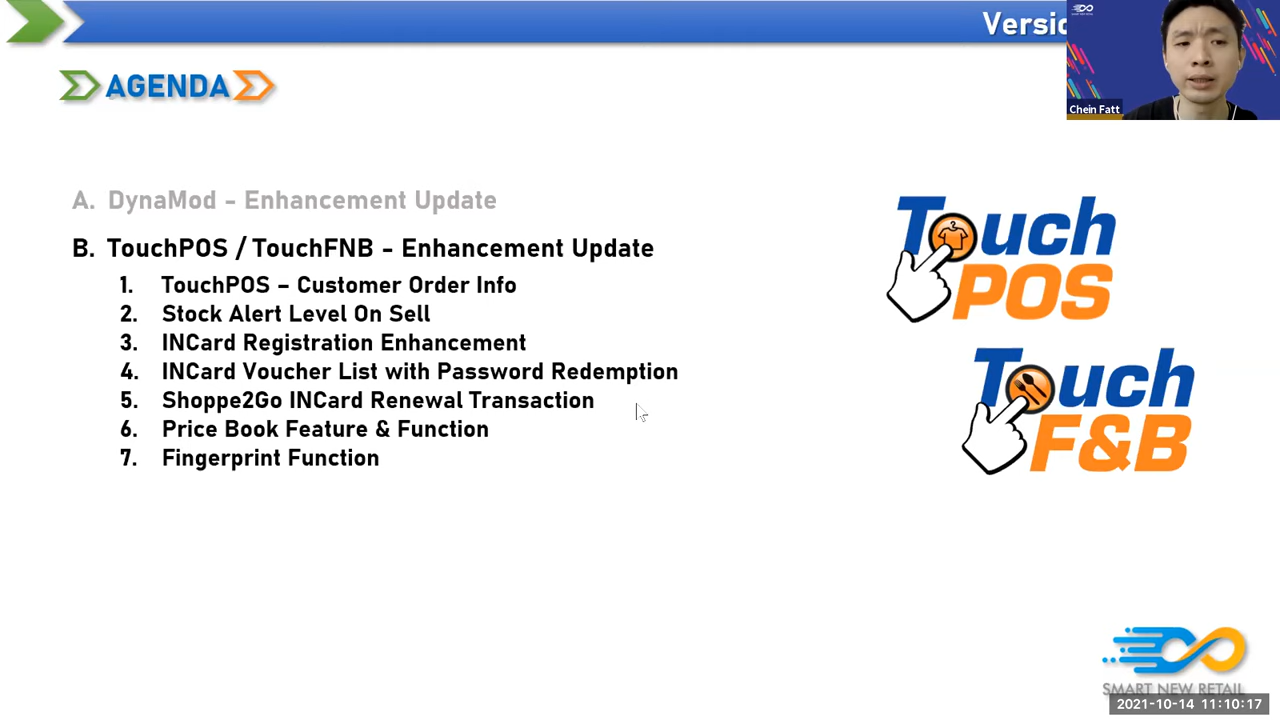 Versio
SMART NEW RETAIL
Chein Fatt
AGENDA
A. DynaMod - Enhancement Update
B. TouchPOS / TouchFNB - Enhancement Update
1. TouchPOS – Customer Order Info
2. Stock Alert Level On Sell
3. INCard Registration Enhancement
4. INCard Voucher List with Password Redemption
5. Shoppe2Go INCard Renewal Transaction
6. Price Book Feature & Function
7. Fingerprint Function
Touch
POS
Touch
F&B
SMART NEW RETAIL
2021-10-14 11:10:17